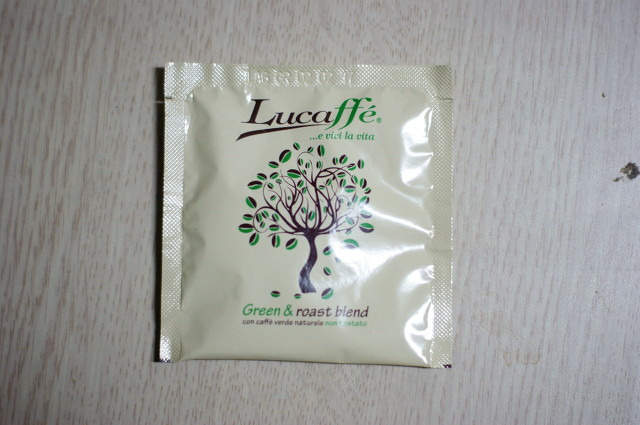 Lucaffé®
...e vivi la vita
Green & roast blend
con caffè verde naturale non tostato